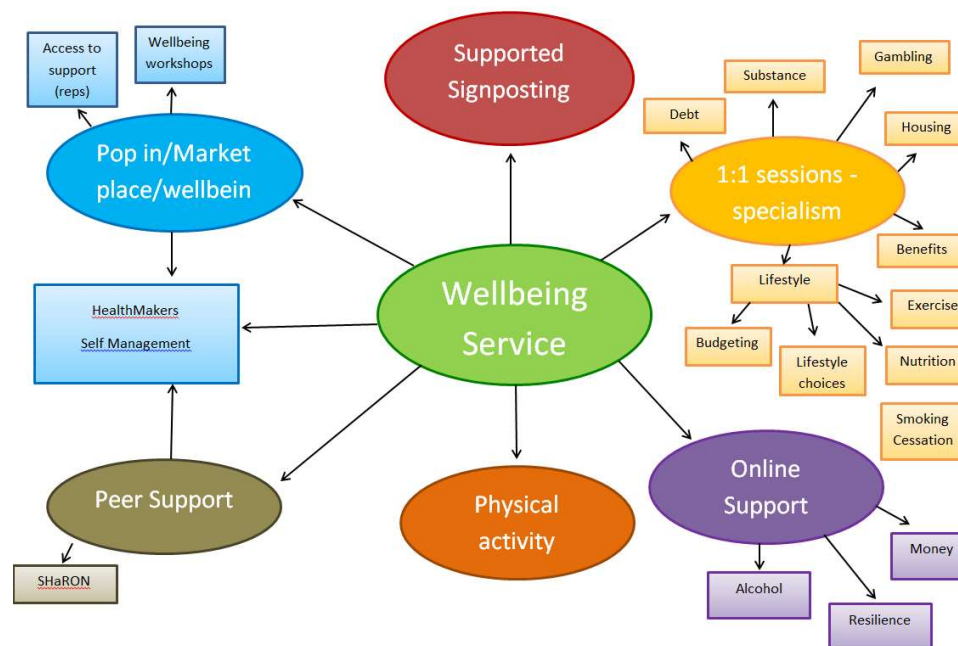 Access to
support
(reps)
Wellbeing
workshops
Supported
Signposting
Substance
Gambling
Debt
Housing
Pop in/Market
place/wellbein
1:1 sessions -
specialism
Benefits
Lifestyle
Wellbeing
Service
HealthMakers
Self Management
Exercise
Budgeting
Lifestyle
choices
Nutrition
Smoking
Cessation
Peer Support
Physical
activity
Online
Support
Money
SHaRON
Alcohol
Resilience